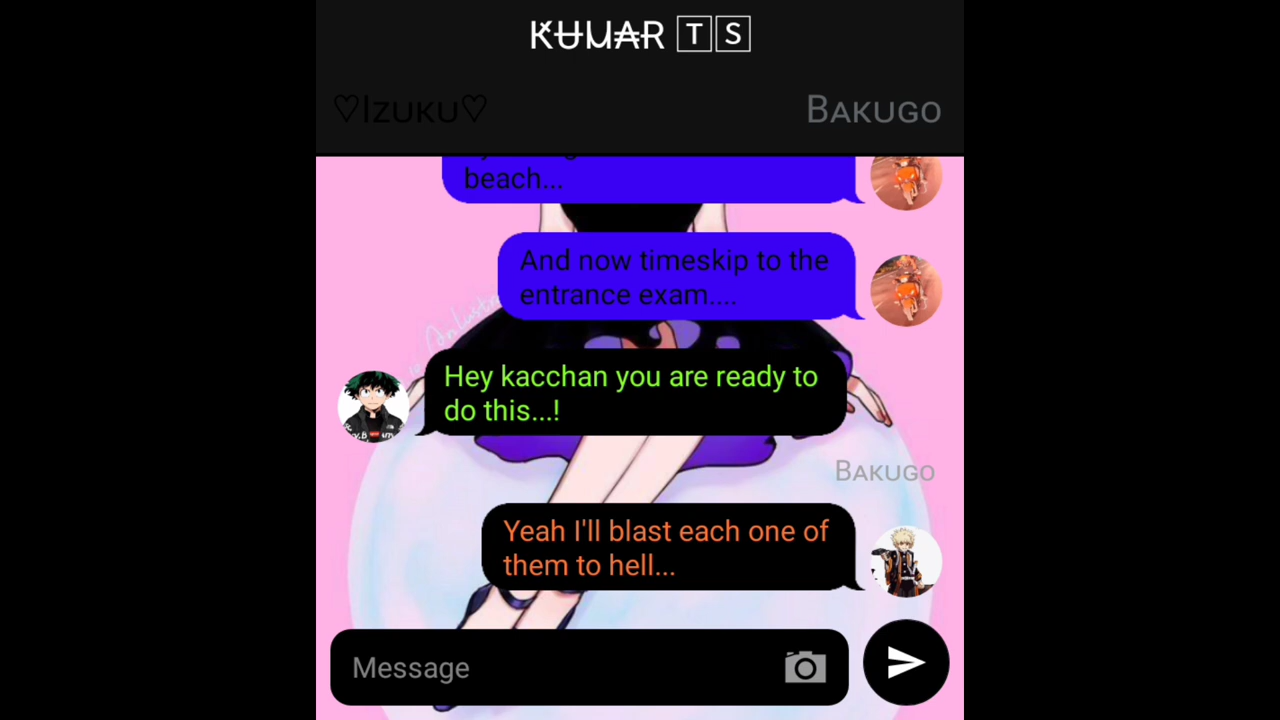 KUUAR TS
♡Izuku♡
Bakugo
beach...
And now timeskip to the
entrance exam....
Hey kacchan you are ready to
do this...!
Bakugo
Yeah I'll blast each one of
them to hell...
Message